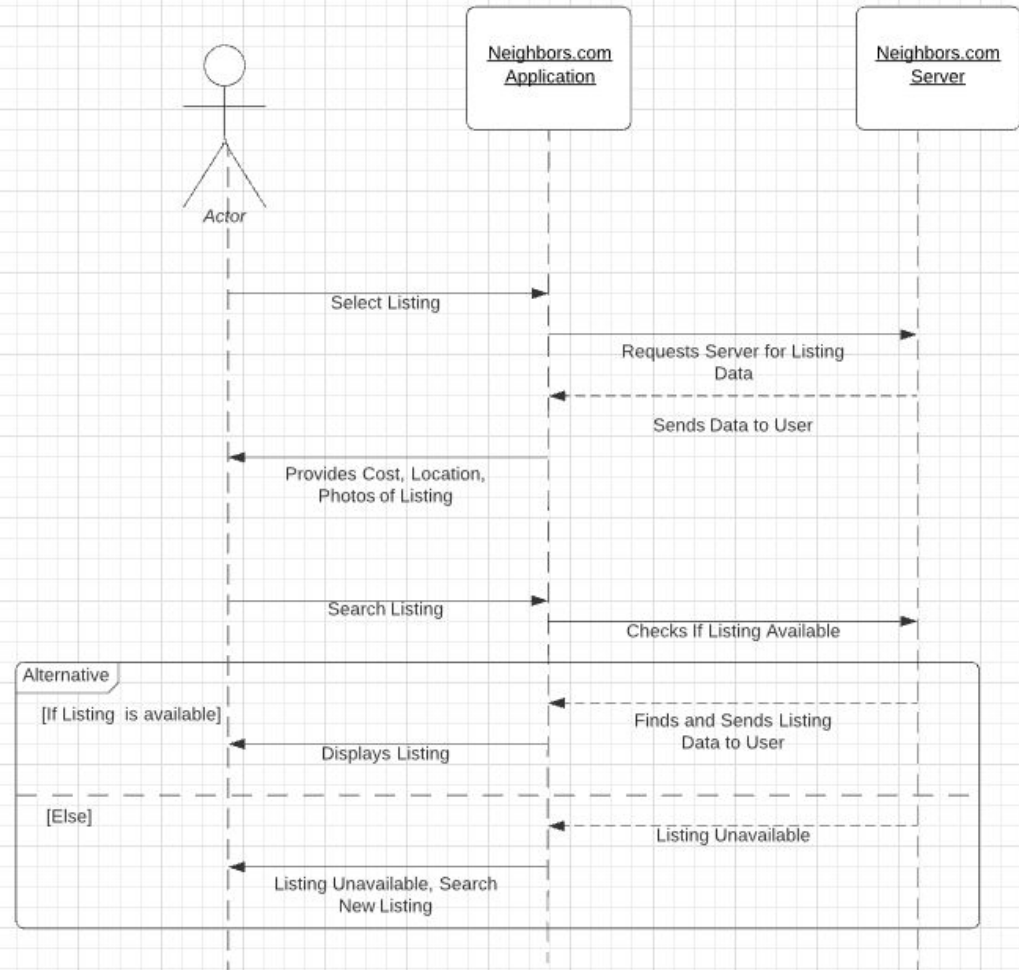 Neighbors.com
Application
Neighbors.com
Server
Actor
Select Listing
Requests Server for Listing
Data
Sends Data to User
Provides Cost, Location,
Photos of Listing
Search Listing
Checks If Listing Available
Alternative
[If Listing  is available]
Finds and Sends Listing
Data to User
Displays Listing
[Else]
Listing Unavailable
Listing Unavailable, Search
New Listing